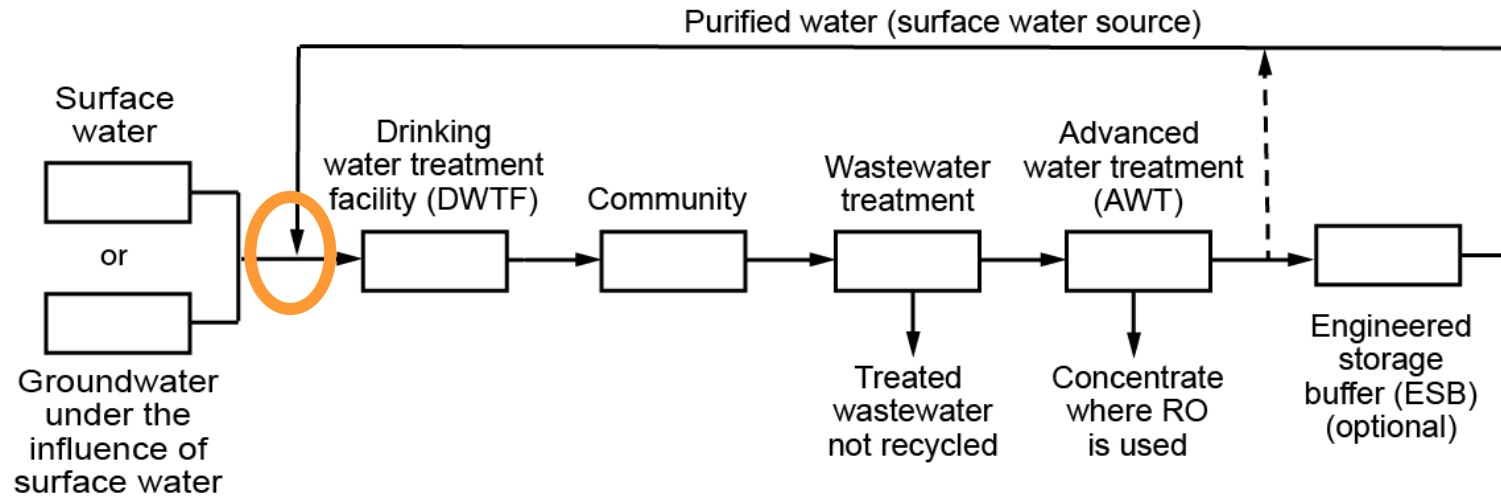 Purified water (surface water source)
Surface
water
or
Groundwater
under the
influence of
surface water
Drinking
water treatment
facility (DWTF)
Community
Wastewater
treatment
Treated
wastewater
not recycled
Advanced
water treatment
(AWT)
Concentrate
where RO
is used
Engineered
storage
buffer (ESB)
(optional)